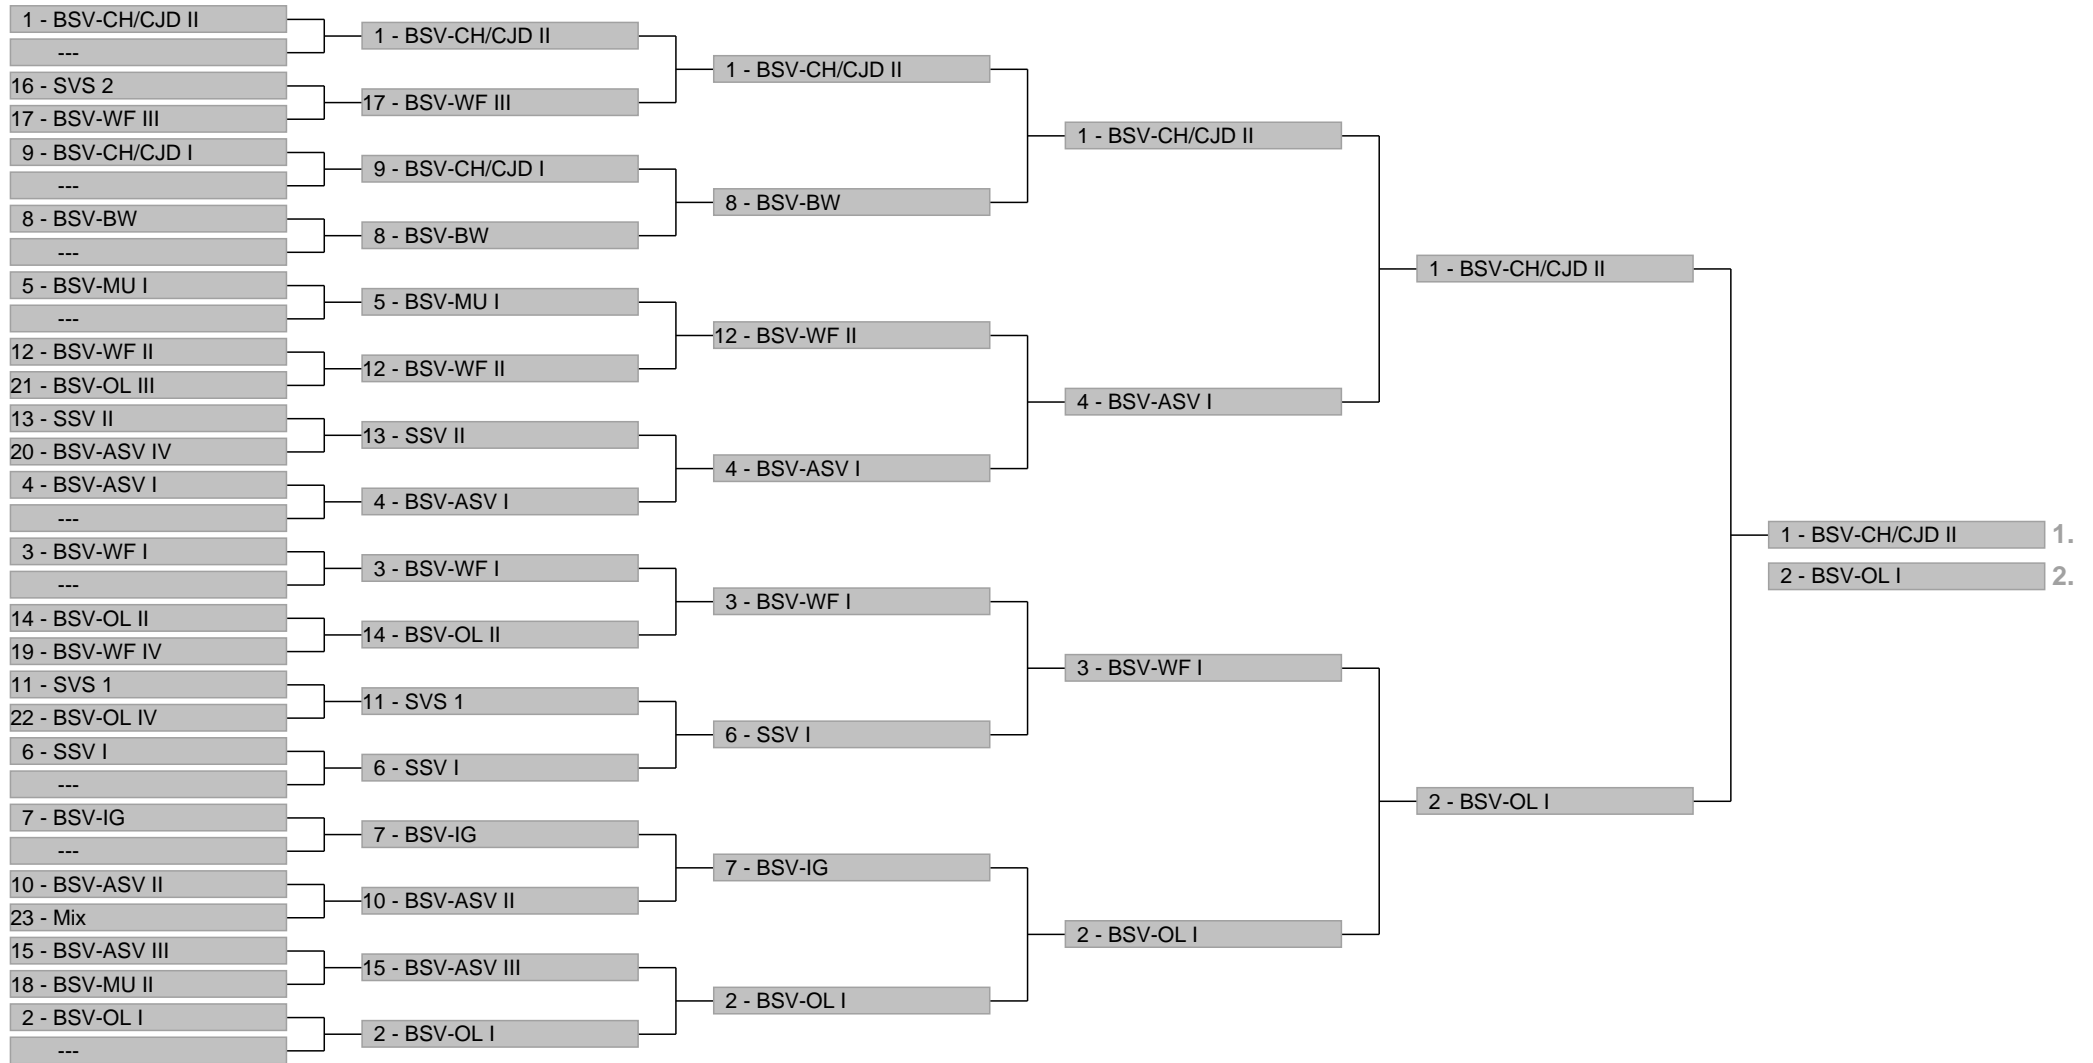 1 - BSV-CH/CJD II
---
16 - SVS 2
17 - BSV-WF III
9 - BSV-CH/CJD I
---
8 - BSV-BW
---
5 - BSV-MU I
---
12 - BSV-WF II
21 - BSV-OL III
13 - SSV II
20 - BSV-ASV IV
4 - BSV-ASV I
---
3 - BSV-WF I
---
14 - BSV-OL II
19 - BSV-WF IV
11 - SVS 1
22 - BSV-OL IV
6 - SSV I
---
7 - BSV-IG
---
10 - BSV-ASV II
23 - Mix
15 - BSV-ASV III
18 - BSV-MU II
2 - BSV-OL I
---
1 - BSV-CH/CJD II
17 - BSV-WF III
9 - BSV-CH/CJD I
8 - BSV-BW
5 - BSV-MU I
12 - BSV-WF II
13 - SSV II
4 - BSV-ASV I
3 - BSV-WF I
14 - BSV-OL II
11 - SVS 1
6 - SSV I
7 - BSV-IG
10 - BSV-ASV II
15 - BSV-ASV III
2 - BSV-OL I
1 - BSV-CH/CJD II
8 - BSV-BW
12 - BSV-WF II
4 - BSV-ASV I
3 - BSV-WF I
6 - SSV I
7 - BSV-IG
2 - BSV-OL I
1 - BSV-CH/CJD II
4 - BSV-ASV I
3 - BSV-WF I
2 - BSV-OL I
1 - BSV-CH/CJD II
2 - BSV-OL I
1 - BSV-CH/CJD II 1.
2 - BSV-OL I 2.